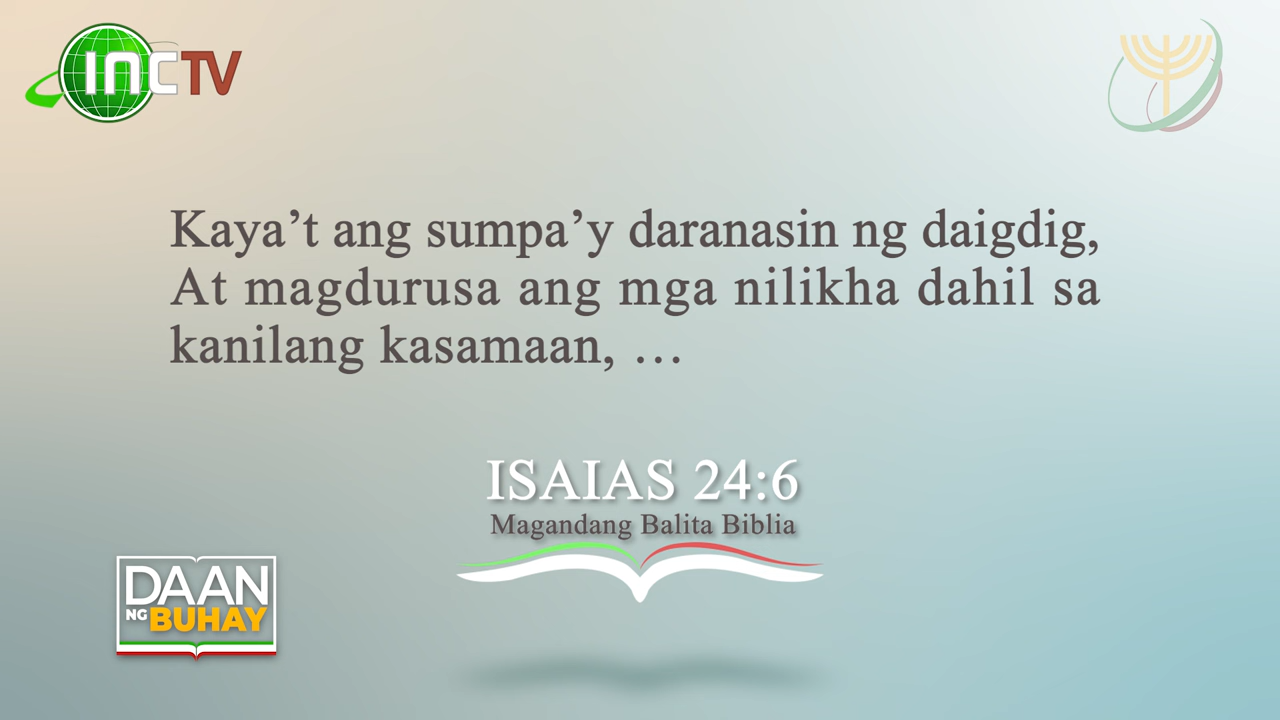 INCTV
Kaya’t ang sumpa’y daranasin ng daigdig,
At magdurusa ang mga nilikha dahil sa
kanilang kasamaan, …
ISAIAS 24:6
Magandang Balita Biblia
DAAN
NG BUHAY